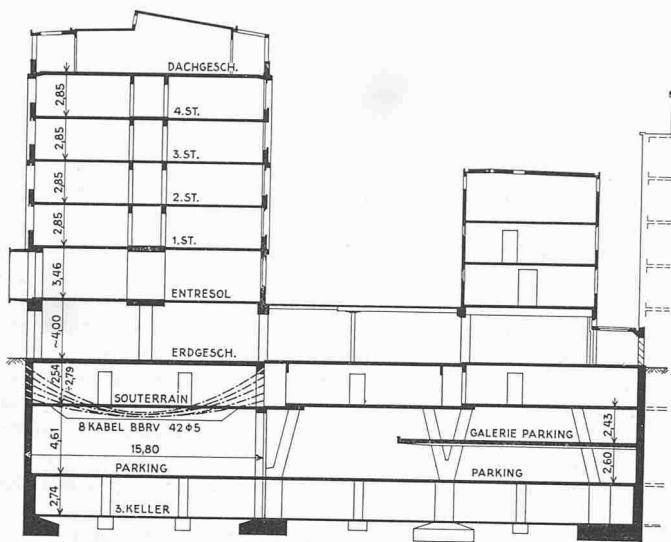 DACHGESCH.
2,85
4.ST.
2,85
3.ST.
2,85
2.ST.
2,85
1.ST.
3,46
ENTRESOL
~4,00
ERDGESCH.
2,54
÷2,79
SOUTERRAIN
8 KABEL BBRV 42Φ5
2,43
GALERIE PARKING
4,61
15,80
2,60
PARKING
PARKING
2,74
3.KELLER